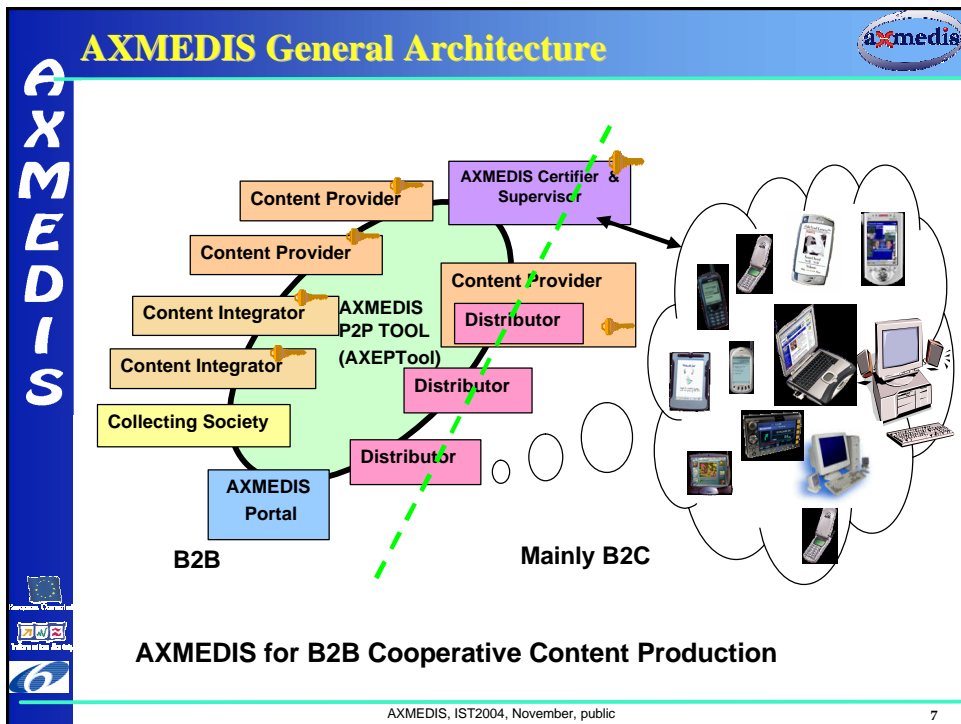 AXMEDIS General Architecture
axmedis
AXMEDIS
AXMEDIS Certifier &
Supervisor
Content Provider
Content Provider
Content Provider
Distributor
Content Integrator
AXMEDIS
P2P TOOL
(AXEPTool)
Content Integrator
Distributor
Collecting Society
Distributor
AXMEDIS
Portal
B2B
Mainly B2C
AXMEDIS for B2B Cooperative Content Production
AXMEDIS, IST2004, November, public
7